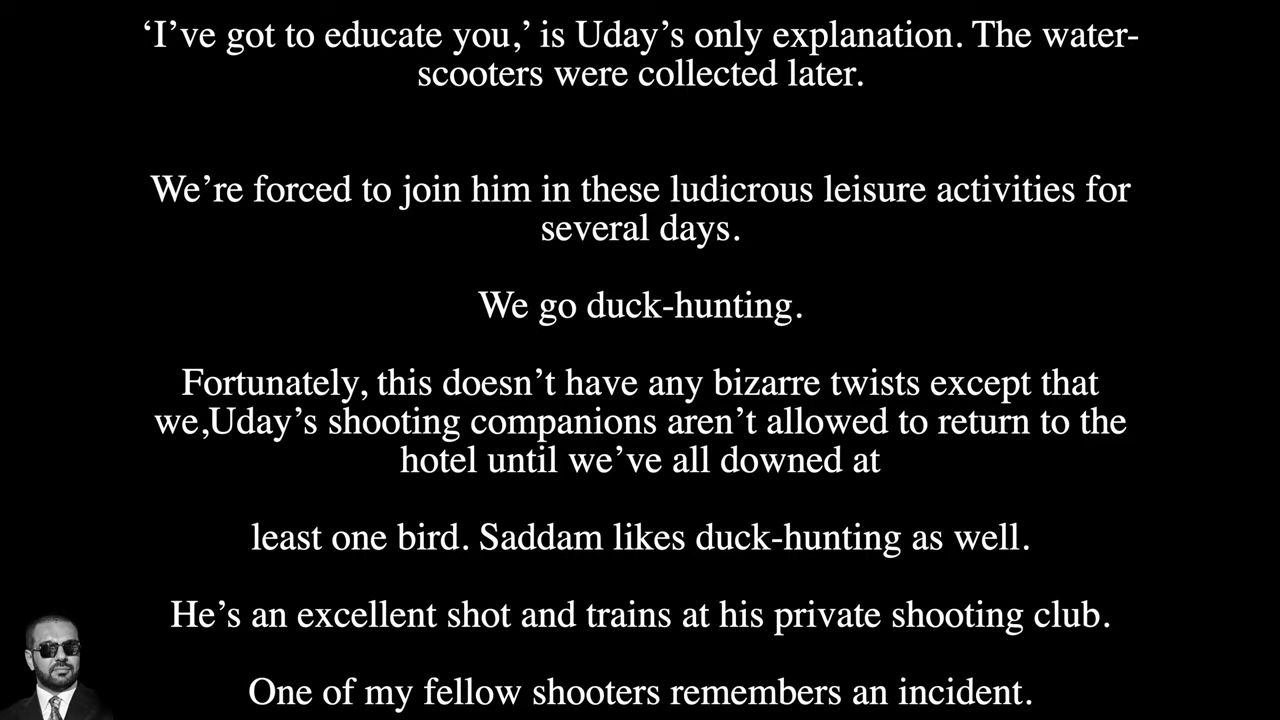 ‘I’ve got to educate you,’ is Uday’s only explanation. The water-
scooters were collected later.
We’re forced to join him in these ludicrous leisure activities for
several days.
We go duck-hunting.
Fortunately, this doesn’t have any bizarre twists except that
we,Uday’s shooting companions aren’t allowed to return to the
hotel until we’ve all downed at
least one bird. Saddam likes duck-hunting as well.
He’s an excellent shot and trains at his private shooting club.
One of my fellow shooters remembers an incident.